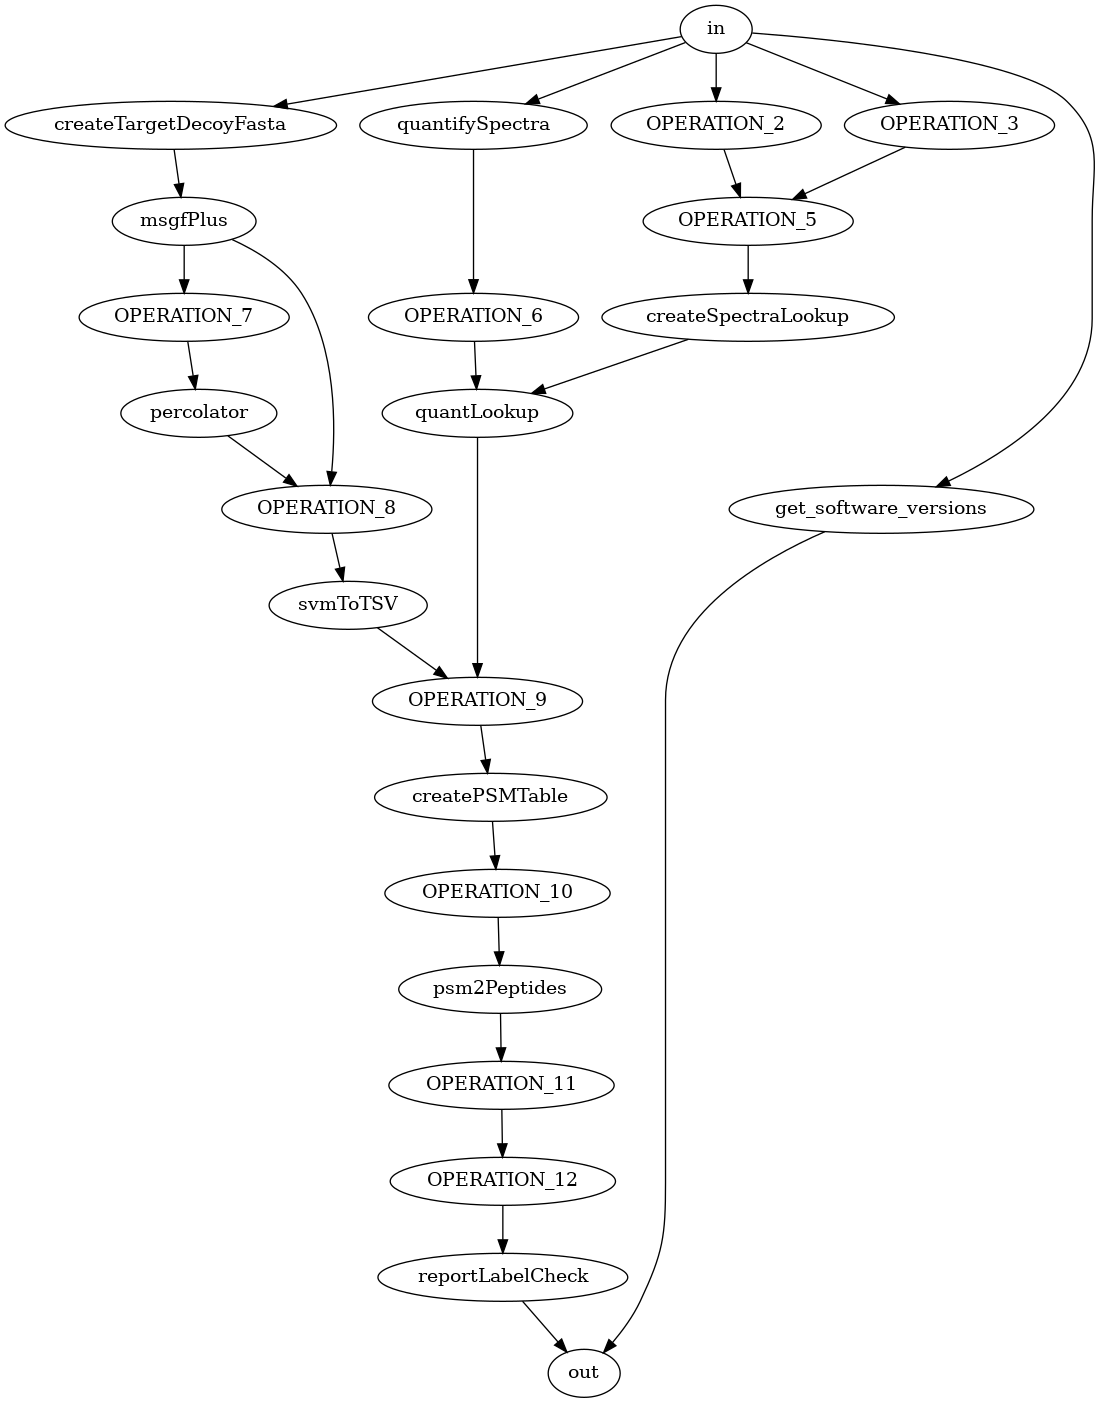 in
createTargetDecoyFasta
quantifySpectra
OPERATION_2
OPERATION_3
msgfPlus
OPERATION_5
OPERATION_7
OPERATION_6
createSpectraLookup
percolator
quantLookup
OPERATION_8
get_software_versions
svmToTSV
OPERATION_9
createPSMTable
OPERATION_10
psm2Peptides
OPERATION_11
OPERATION_12
reportLabelCheck
out